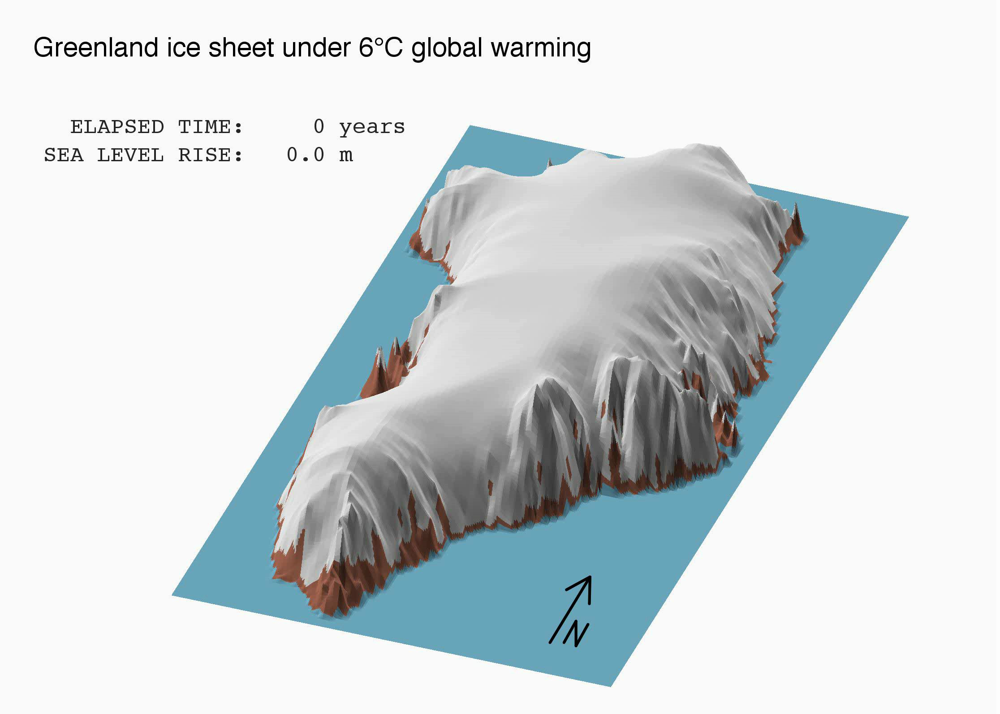 Greenland ice sheet under 6°C global warming
ELAPSED TIME: 0 years
SEA LEVEL RISE: 0.0 m
N